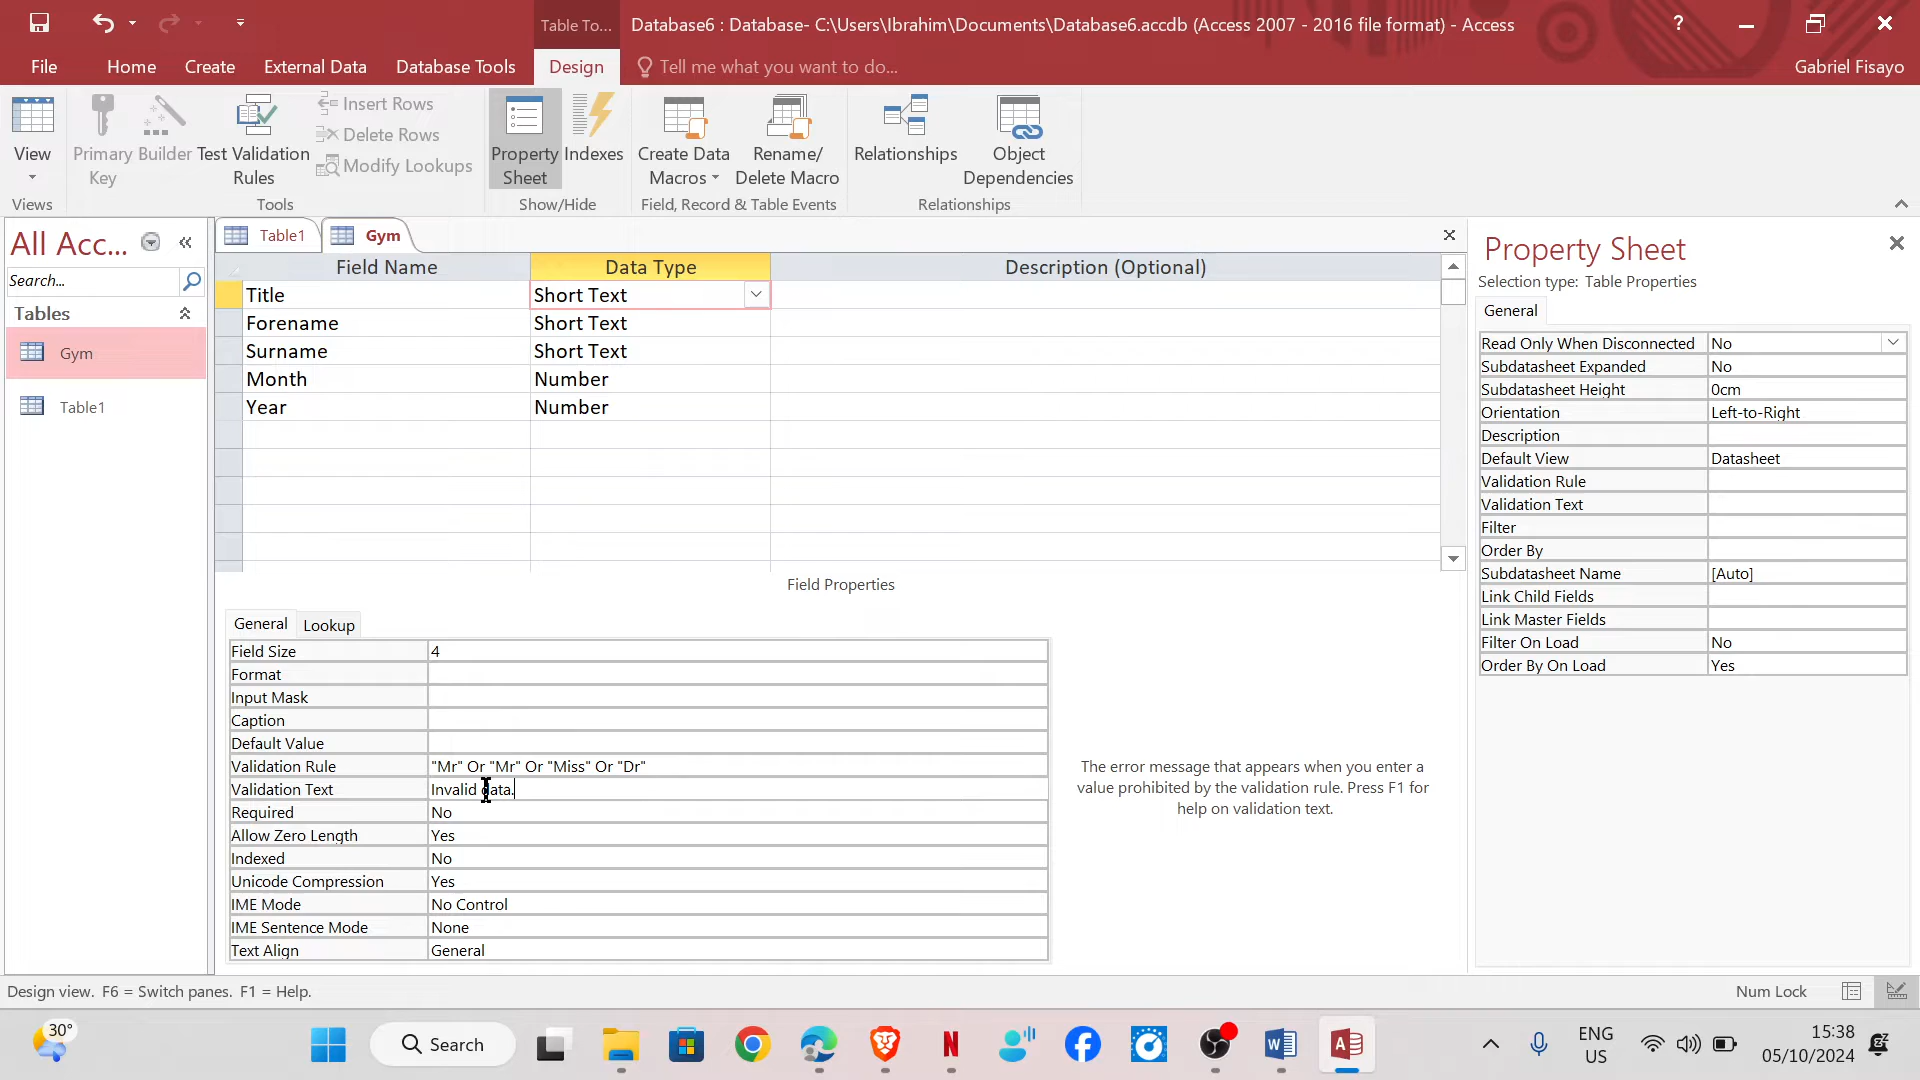 Table To...
Database6 : Database- C:\Users\Ibrahim\Documents\Database6.accdb (Access 2007 - 2016 file format) - Access
?
File
Home
Create
External Data
Database Tools
Design
Tell me what you want to do...
Gabriel Fisayo
View
Primary Key
Builder
Test Validation Rules
Insert Rows
Delete Rows
Modify Lookups
Property Sheet
Indexes
Create Data Macros
Rename/ Delete Macro
Relationships
Object Dependencies
Views
Tools
Show/Hide
Field, Record & Table Events
Relationships
All Acc...
Search...
Tables
Gym
Table1
Table1
Gym
Field Name
Data Type
Description (Optional)
Title
Short Text
Forename
Short Text
Surname
Short Text
Month
Number
Year
Number
Field Properties
General
Lookup
Field Size
4
Format
Input Mask
Caption
Default Value
Validation Rule
"Mr" Or "Mr" Or "Miss" Or "Dr"
Validation Text
Invalid data.
Required
No
Allow Zero Length
Yes
Indexed
No
Unicode Compression
Yes
IME Mode
No Control
IME Sentence Mode
None
Text Align
General
The error message that appears when you enter a
value prohibited by the validation rule. Press F1 for
help on validation text.
Property Sheet
Selection type: Table Properties
General
Read Only When Disconnected
No
Subdatasheet Expanded
No
Subdatasheet Height
0cm
Orientation
Left-to-Right
Description
Default View
Datasheet
Validation Rule
Validation Text
Filter
Order By
Subdatasheet Name
[Auto]
Link Child Fields
Link Master Fields
Filter On Load
No
Order By On Load
Yes
Design view. F6 = Switch panes. F1 = Help.
Num Lock
30°
Search
ENG
US
15:38
05/10/2024